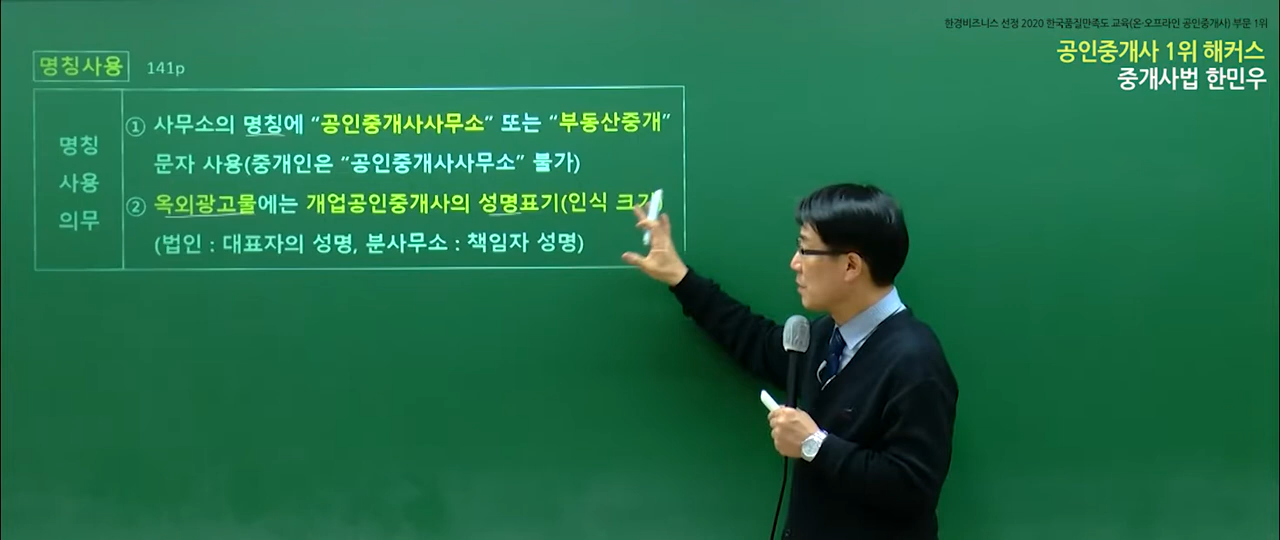 한경비즈니스 선정 2020 한국품질만족도 교육(온·오프라인 공인중개사) 부문 1위
공인중개사 1위 해커스
중개사법 한민우
명칭사용 141p
명칭
사용
의무
① 사무소의 명칭에 “공인중개사사무소” 또는 “부동산중개”
문자 사용(중개인은 “공인중개사사무소” 불가)
② 옥외광고물에는 개업공인중개사의 성명표기(인식 크기)
(법인 : 대표자의 성명, 분사무소 : 책임자 성명)